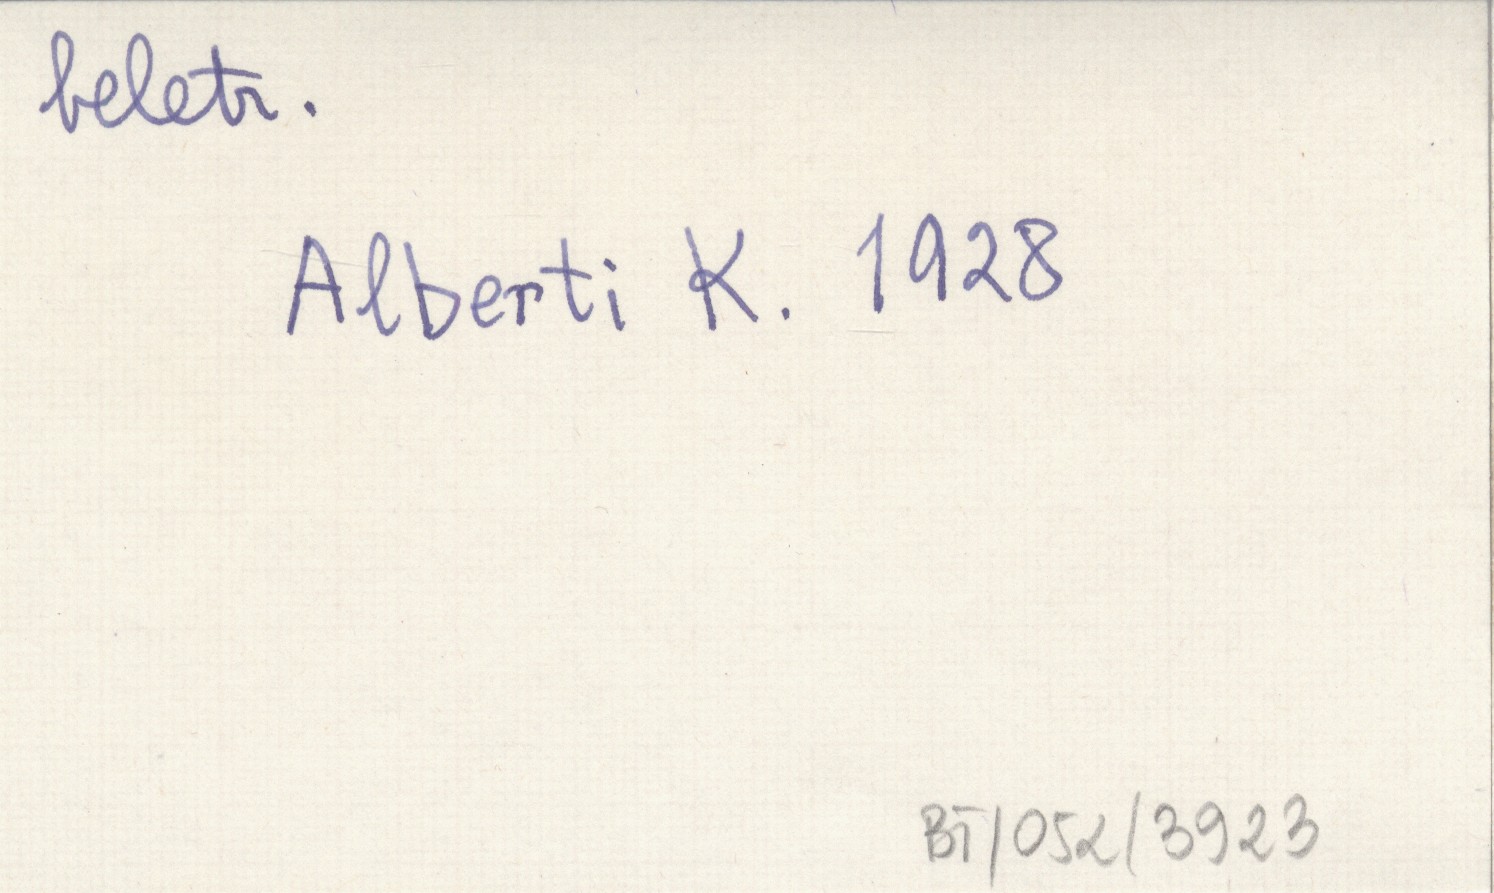 beletr.
Alberti K. 1928
BT/052/3923